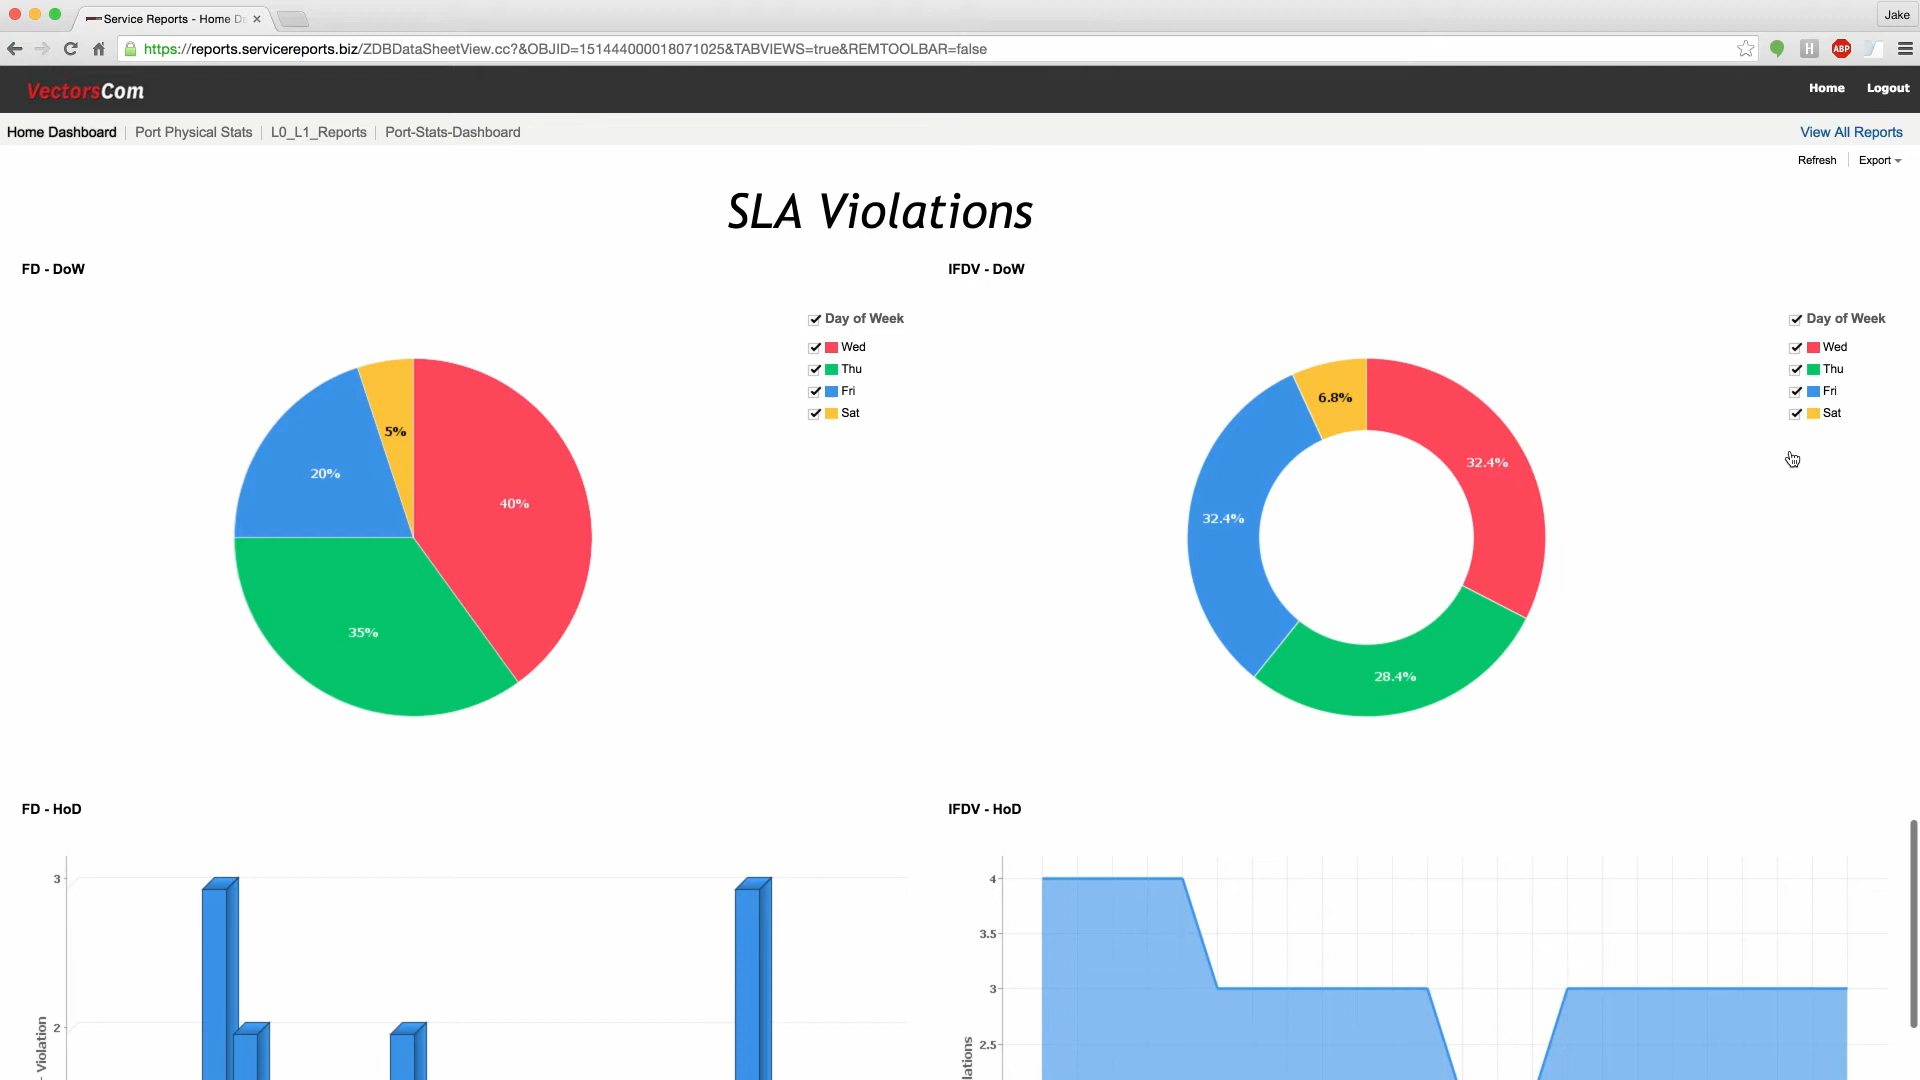 Service Reports - Home D
Jake
https://reports.servicereports.biz/ZDBDataSheetView.cc?&OBJID=151444000018071025&TABVIEWS=true&REMTOOLBAR=false
H
ABP
VectorsCom
Home
Logout
Home Dashboard
Port Physical Stats
L0_L1_Reports
Port-Stats-Dashboard
View All Reports
Refresh
Export
SLA Violations
FD - DoW
Day of Week
Wed
Thu
Fri
Sat
5%
20%
40%
35%
IFDV - DoW
Day of Week
Wed
Thu
Fri
Sat
6.8%
32.4%
32.4%
28.4%
FD - HoD
3
2
- Violation
IFDV - HoD
4
3.5
3
2.5
lations